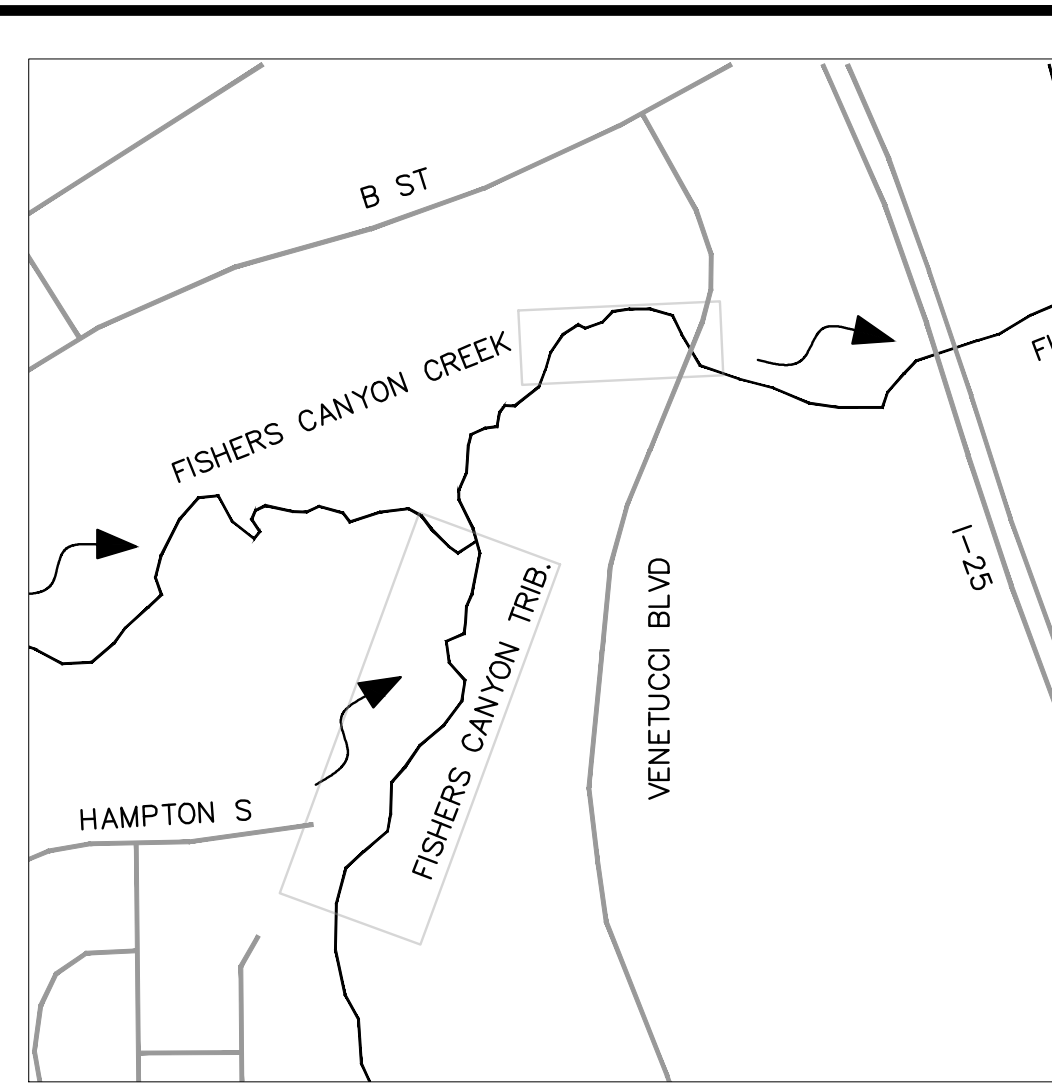 B ST
FISHERS CANYON CREEK
I-25
FISHERS CANYON TRIB.
VENETUCCI BLVD
HAMPTON S